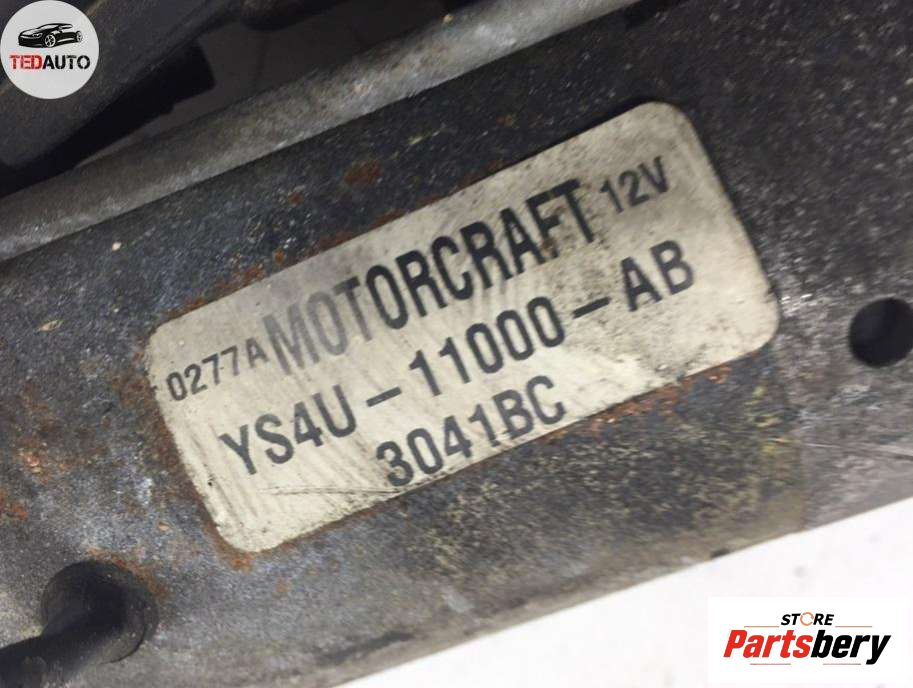 TEDAUTO
0277A MOTORCRAFT 12V
YS4U-11000-AB
3041BC
STORE
Partsbery